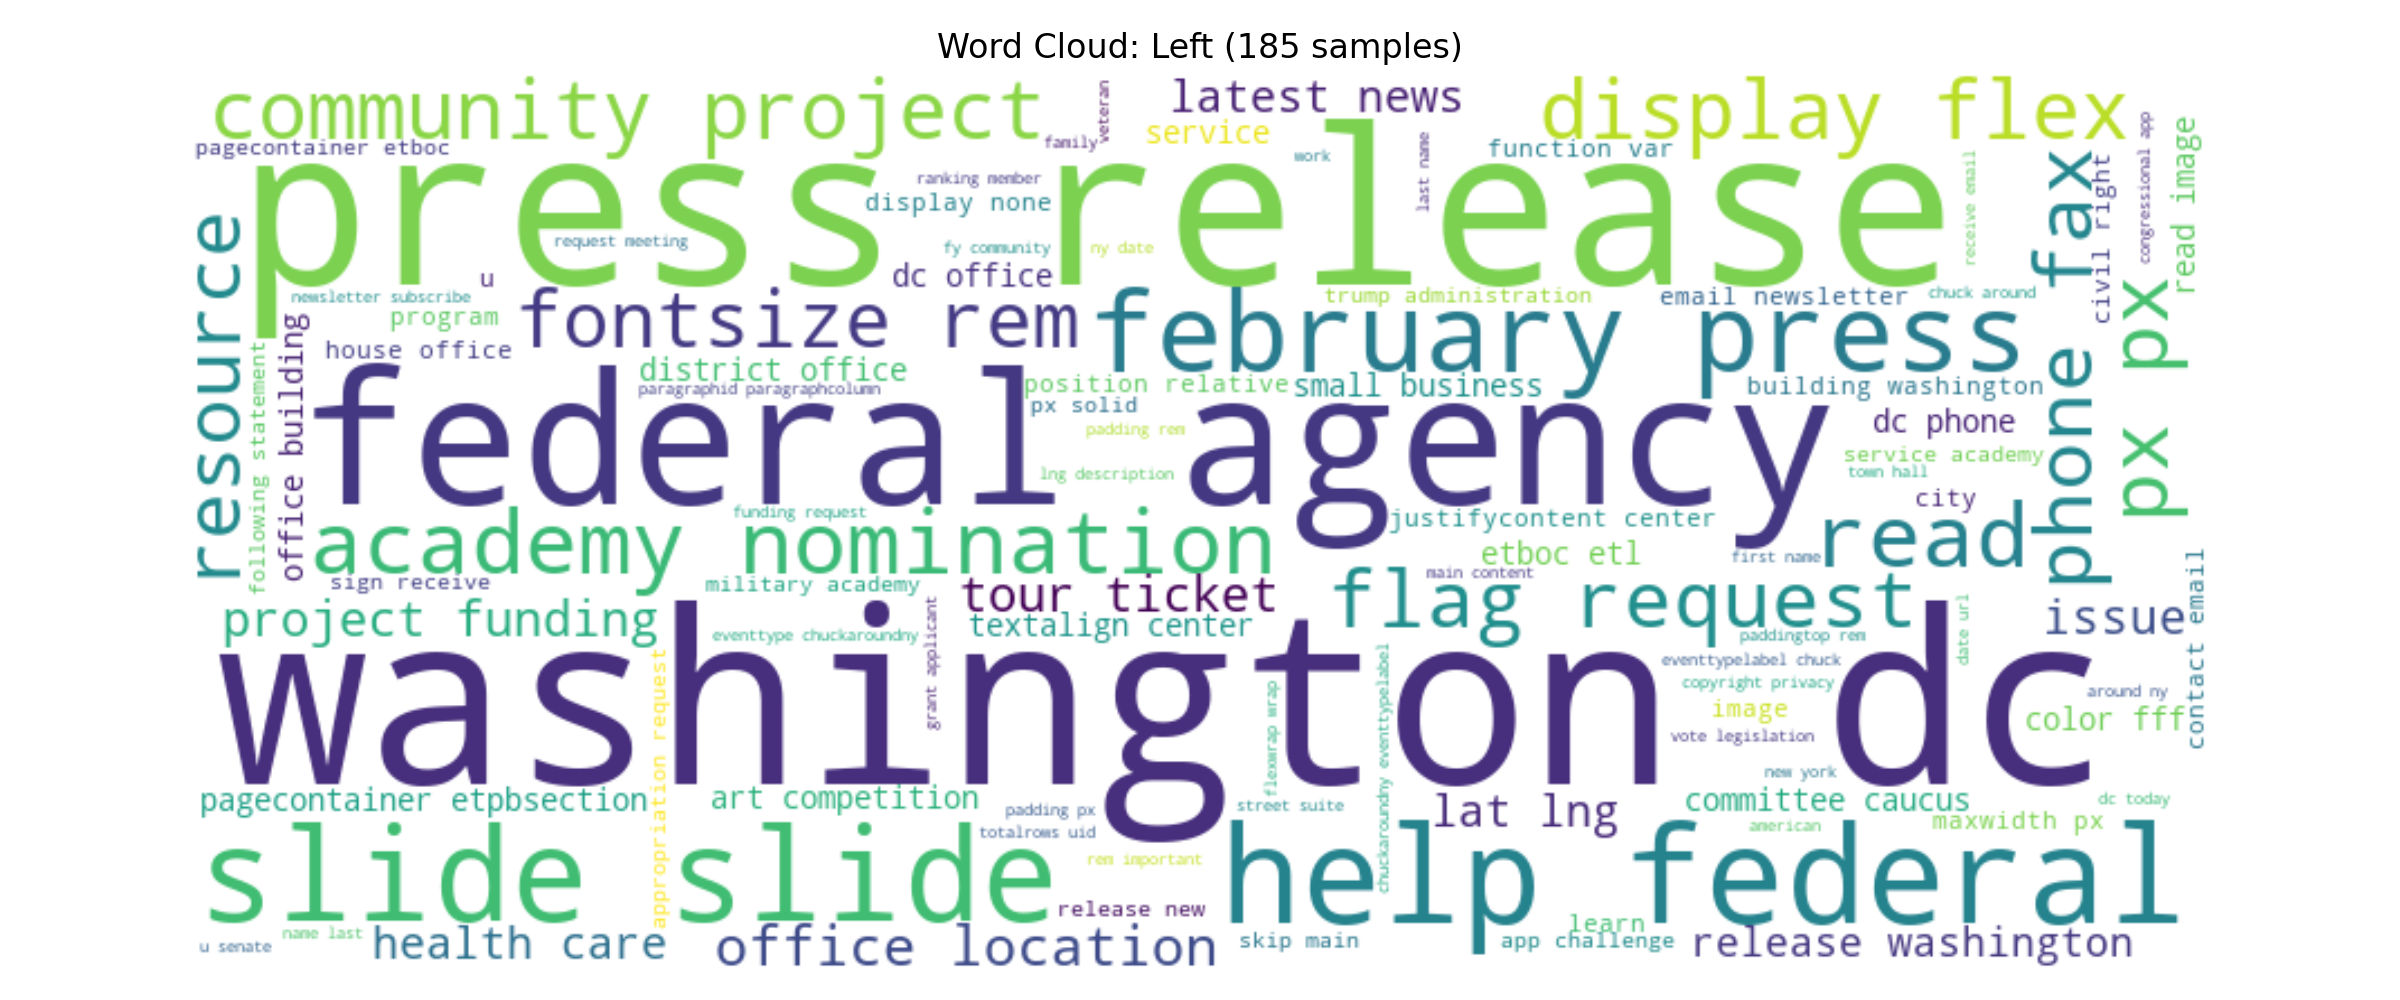 Word Cloud: Left (185 samples)
community project
veteran
latest news
display flex
pagecontainer etboc
family
service
work
last name
function var
congressional app
read image
press release
ranking member
display none
request meeting
fy community
ny date
receive email
phone fax
civil right
resource
u
dc office
newsletter subscribe
program
fontsize rem
february press
trump administration
email newsletter
chuck around
px px
house office
office building
following statement
district office
paragraphid paragraphcolumn
position relative
small business
building washington
px solid
federal agency
padding rem
dc phone
lng description
service academy
town hall
city
academy nomination
funding request
justifycontent center
read
etboc etl
first name
main content
sign receive
military academy
tour ticket
flag request
contact email
project funding
grant applicant
textalign center
issue
eventtype chuckaroundny
paddingtop rem
date url
washington dc
appropriation request
flexwrap wrap
chuckaroundny eventtypelabel
eventtypelabel chuck
copyright privacy
around ny
image
color fff
vote legislation
new york
pagecontainer etpbsection
art competition
padding px
street suite
lat lng
committee caucus
dc today
totalrows uid
american
maxwidth px
slide slide
rem important
help federal
release new
learn
name last
u senate
health care
office location
skip main
app challenge
release washington